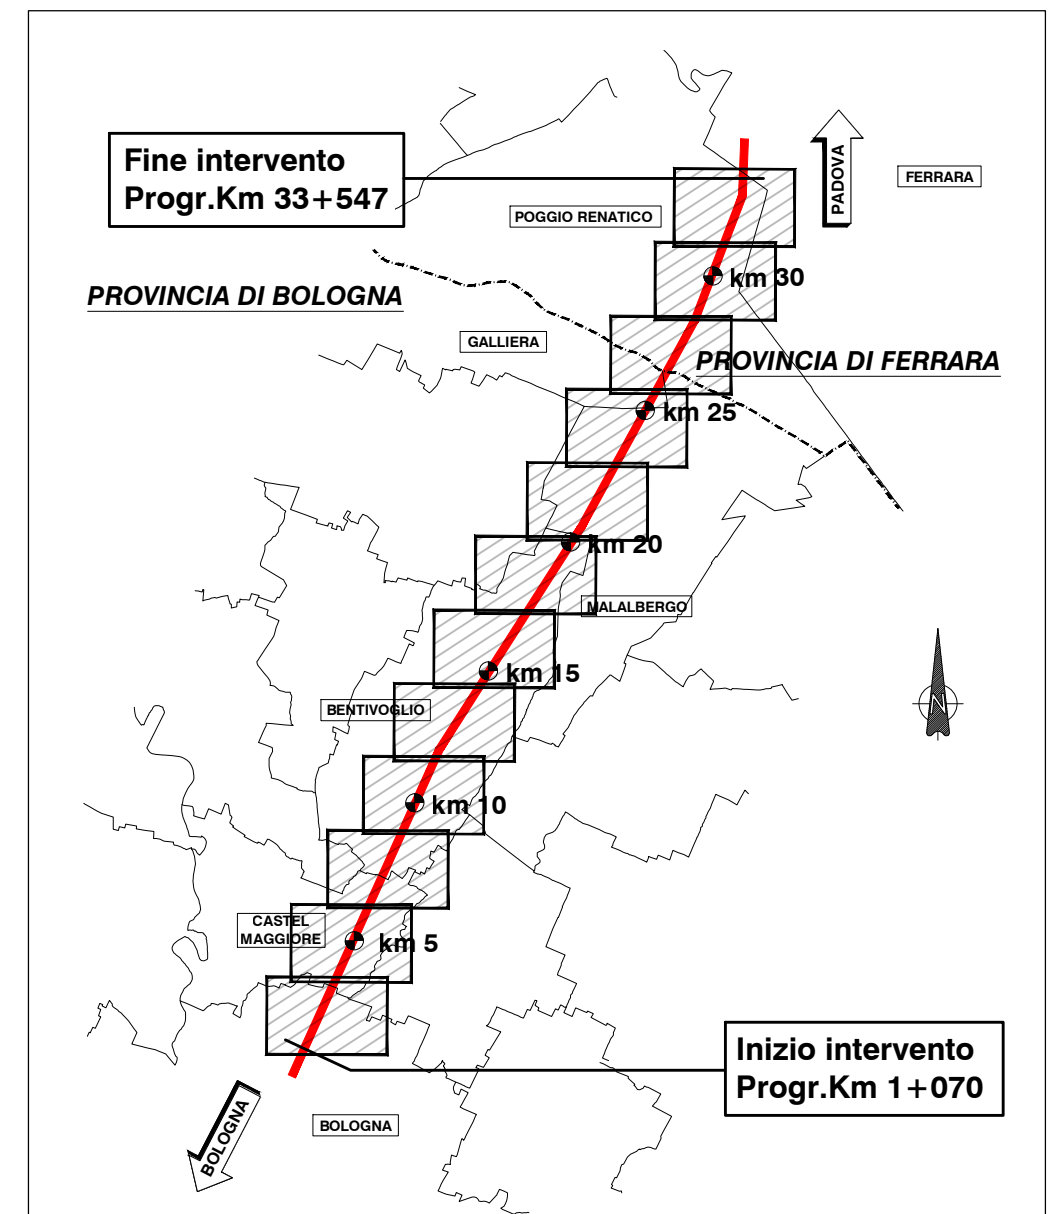 Fine intervento
Progr.Km 33+547
PADOVA
FERRARA
POGGIO RENATICO
km 30
PROVINCIA DI BOLOGNA
GALLIERA
PROVINCIA DI FERRARA
km 25
km 20
MALALBERGO
km 15
BENTIVOGLIO
N
km 10
CASTEL
MAGGIORE
km 5
Inizio intervento
Progr.Km 1+070
BOLOGNA
BOLOGNA